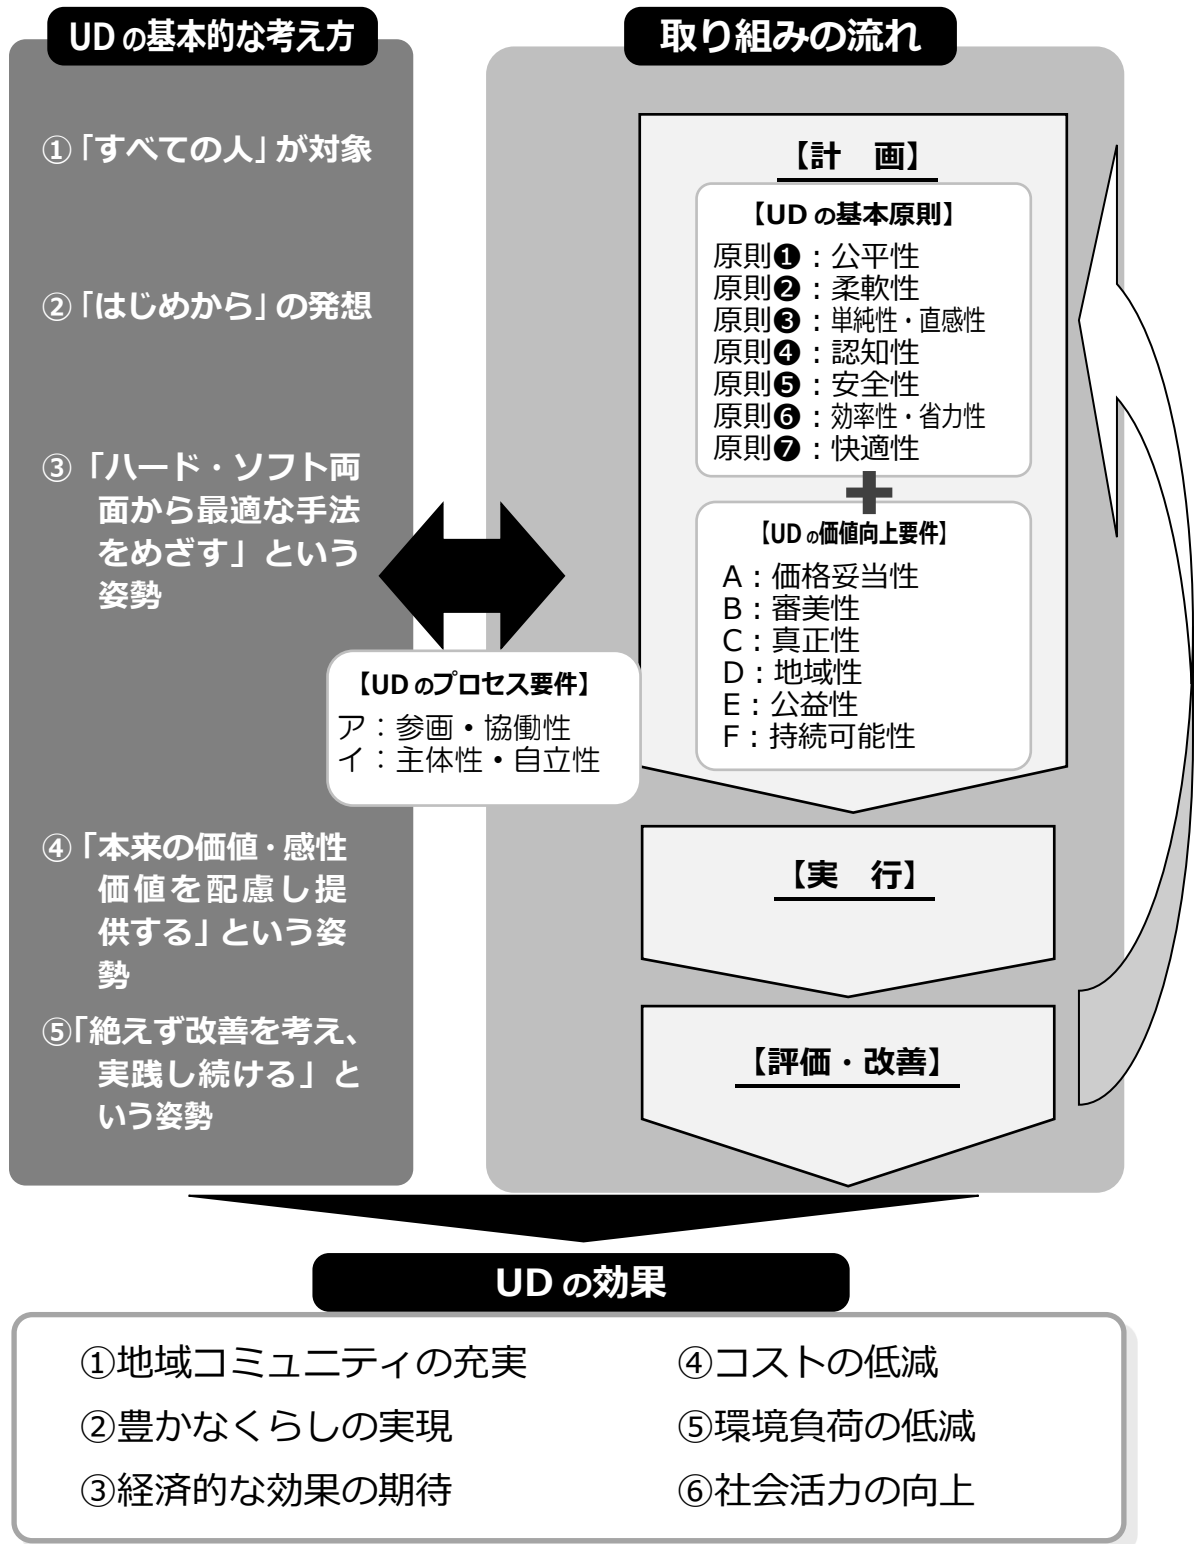 UDの基本的な考え方
①「すべての人」が対象
②「はじめから」の発想
③「ハード・ソフト両
面から最適な手法
をめざす」という
姿勢
④「本来の価値・感性
価値を配慮し提
供する」という姿
勢
⑤「絶えず改善を考え、
実践し続ける」と
いう姿勢
取り組みの流れ
【計　画】
【UDの基本原則】
原則❶：公平性
原則❷：柔軟性
原則❸：単純性・直感性
原則❹：認知性
原則❺：安全性
原則❻：効率性・省力性
原則❼：快適性
【UDの価値向上要件】
A：価格妥当性
B：審美性
C：真正性
D：地域性
E：公益性
F：持続可能性
【UDのプロセス要件】
ア：参画・協働性
イ：主体性・自立性
【実　行】
【評価・改善】
UDの効果
①地域コミュニティの充実
②豊かなくらしの実現
③経済的な効果の期待
④コストの低減
⑤環境負荷の低減
⑥社会活力の向上